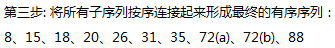 第三步: 将所有子序列按序连接起来形成最终的有序序列：
8、15、18、20、26、31、35、72(a)、72(b)、88